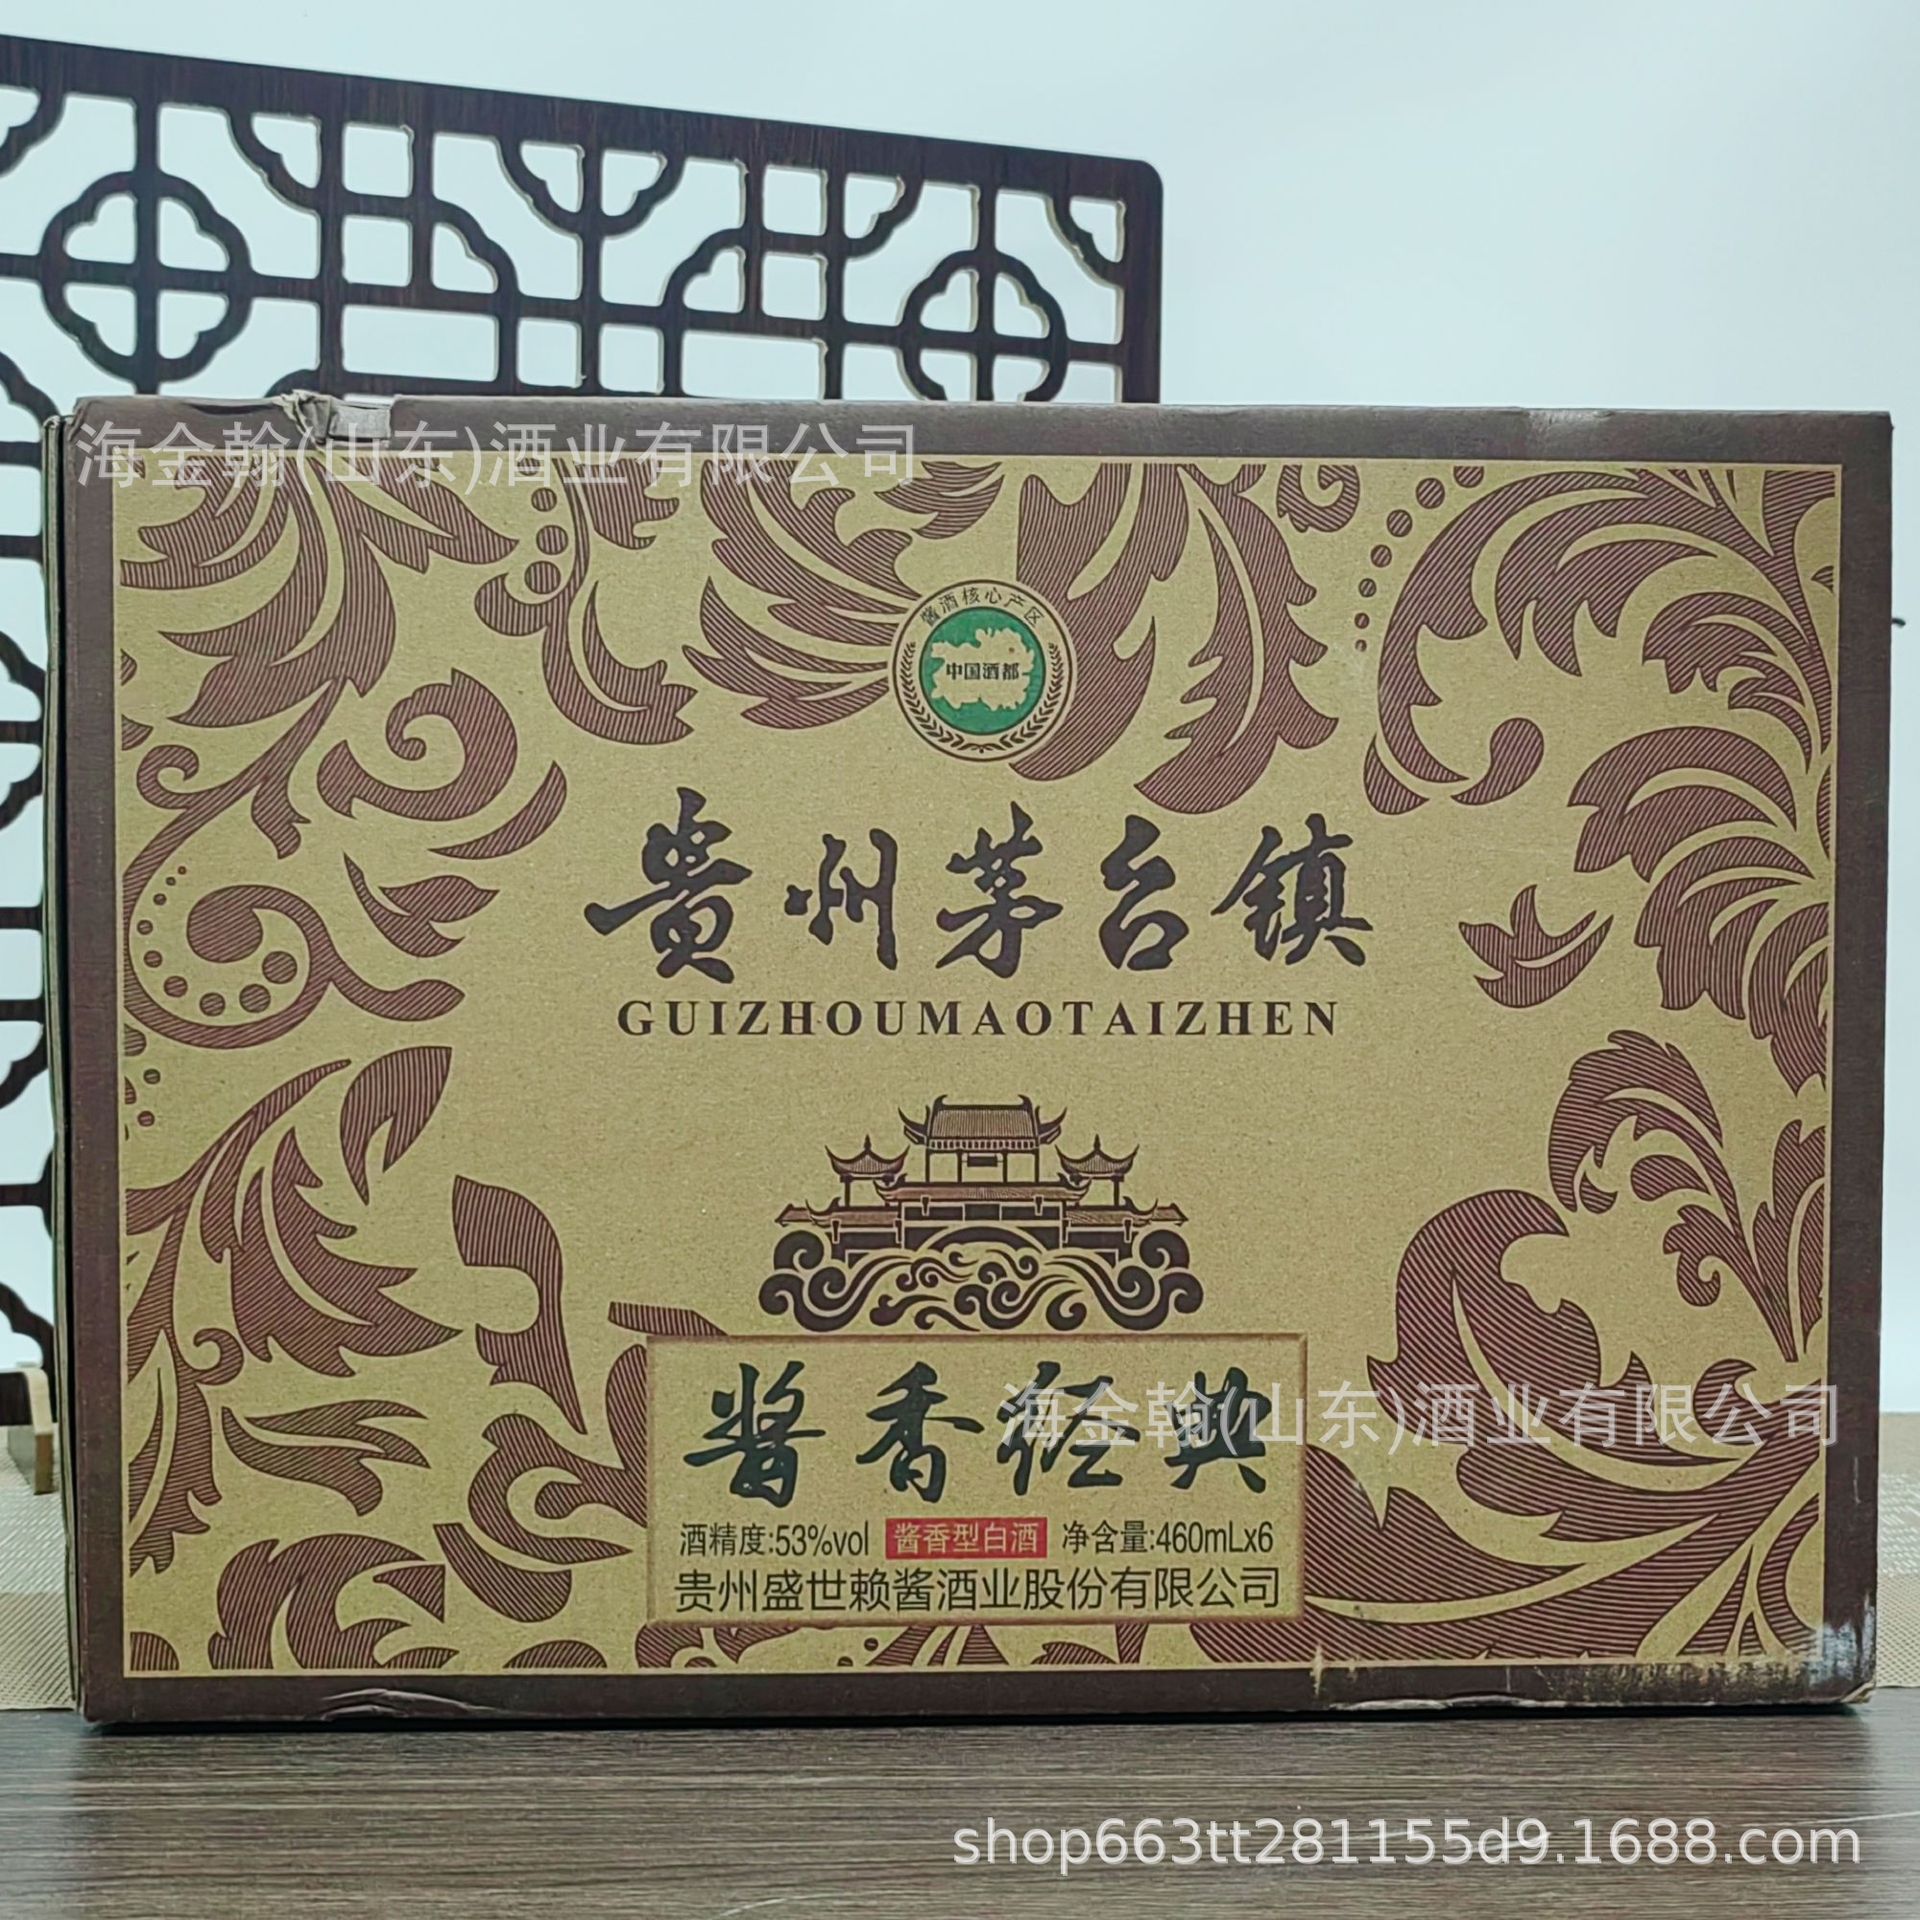 海金翰(山东)酒业有限公司
酱酒核心产区
中国酒都
贵州茅台镇
GUIZHOUMAOTAIZHEN
酱香经典
海金翰(山东)酒业有限公司
酒精度:53%vol 酱香型白酒 净含量:460mLx6
贵州盛世赖酱酒业股份有限公司
shop663tt281155d9.1688.com